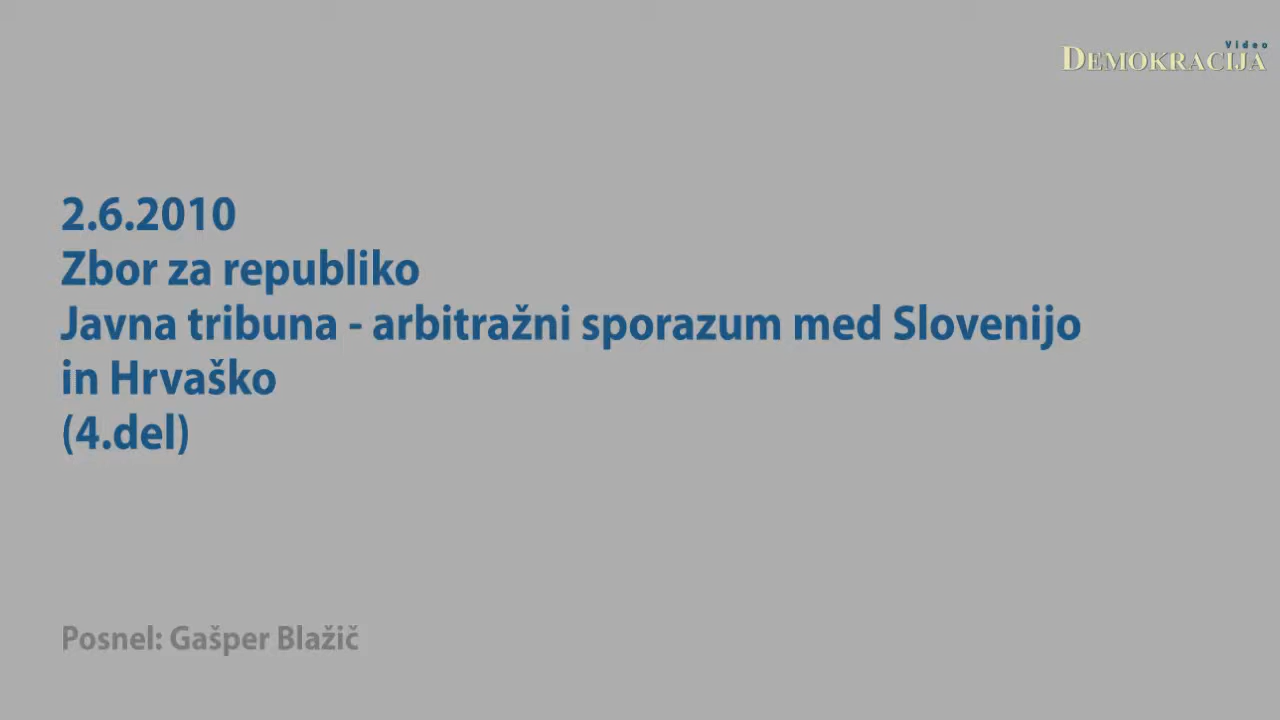 Video
DEMOKRACIJA
2.6.2010
Zbor za republiko
Javna tribuna - arbitražni sporazum med Slovenijo
in Hrvaško
(4.del)
Posnel: Gašper Blažič